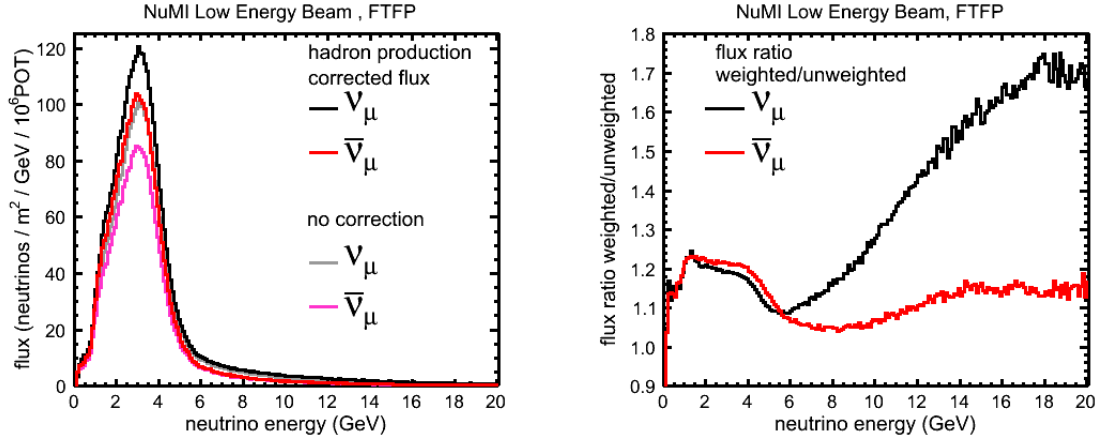 NuMI Low Energy Beam , FTFP
flux (neutrinos / m² / GeV / 10⁶POT)
120
100
80
60
40
20
0
hadron production
corrected flux
νμ
ν̅μ
no correction
νμ
ν̅μ
0 2 4 6 8 10 12 14 16 18 20
neutrino energy (GeV)
NuMI Low Energy Beam, FTFP
flux ratio weighted/unweighted
1.8
1.7
1.6
1.5
1.4
1.3
1.2
1.1
1.0
0.9
flux ratio
weighted/unweighted
νμ
ν̅μ
0 2 4 6 8 10 12 14 16 18 20
neutrino energy (GeV)